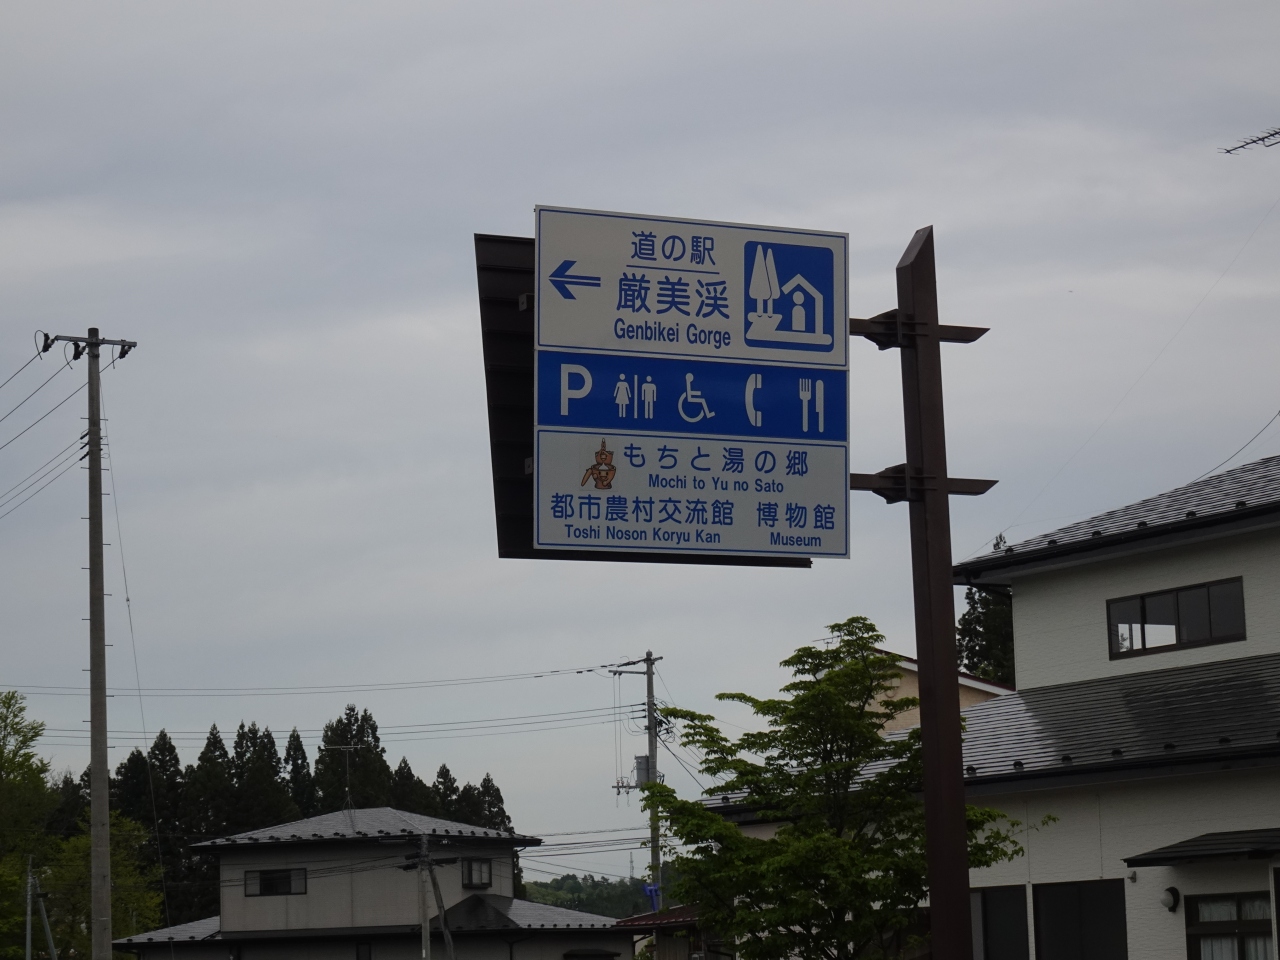 道の駅
厳美渓
Genbikei Gorge
P
もちと湯の郷
Mochi to Yu no Sato
都市農村交流館 博物館
Toshi Noson Koryu Kan Museum